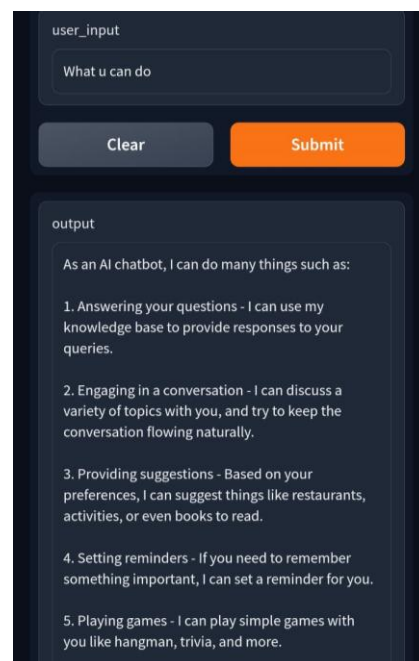 user_input
What u can do
Clear
Submit
output
As an AI chatbot, I can do many things such as:
1. Answering your questions - I can use my
knowledge base to provide responses to your
queries.
2. Engaging in a conversation - I can discuss a
variety of topics with you, and try to keep the
conversation flowing naturally.
3. Providing suggestions - Based on your
preferences, I can suggest things like restaurants,
activities, or even books to read.
4. Setting reminders - If you need to remember
something important, I can set a reminder for you.
5. Playing games - I can play simple games with
you like hangman, trivia, and more.